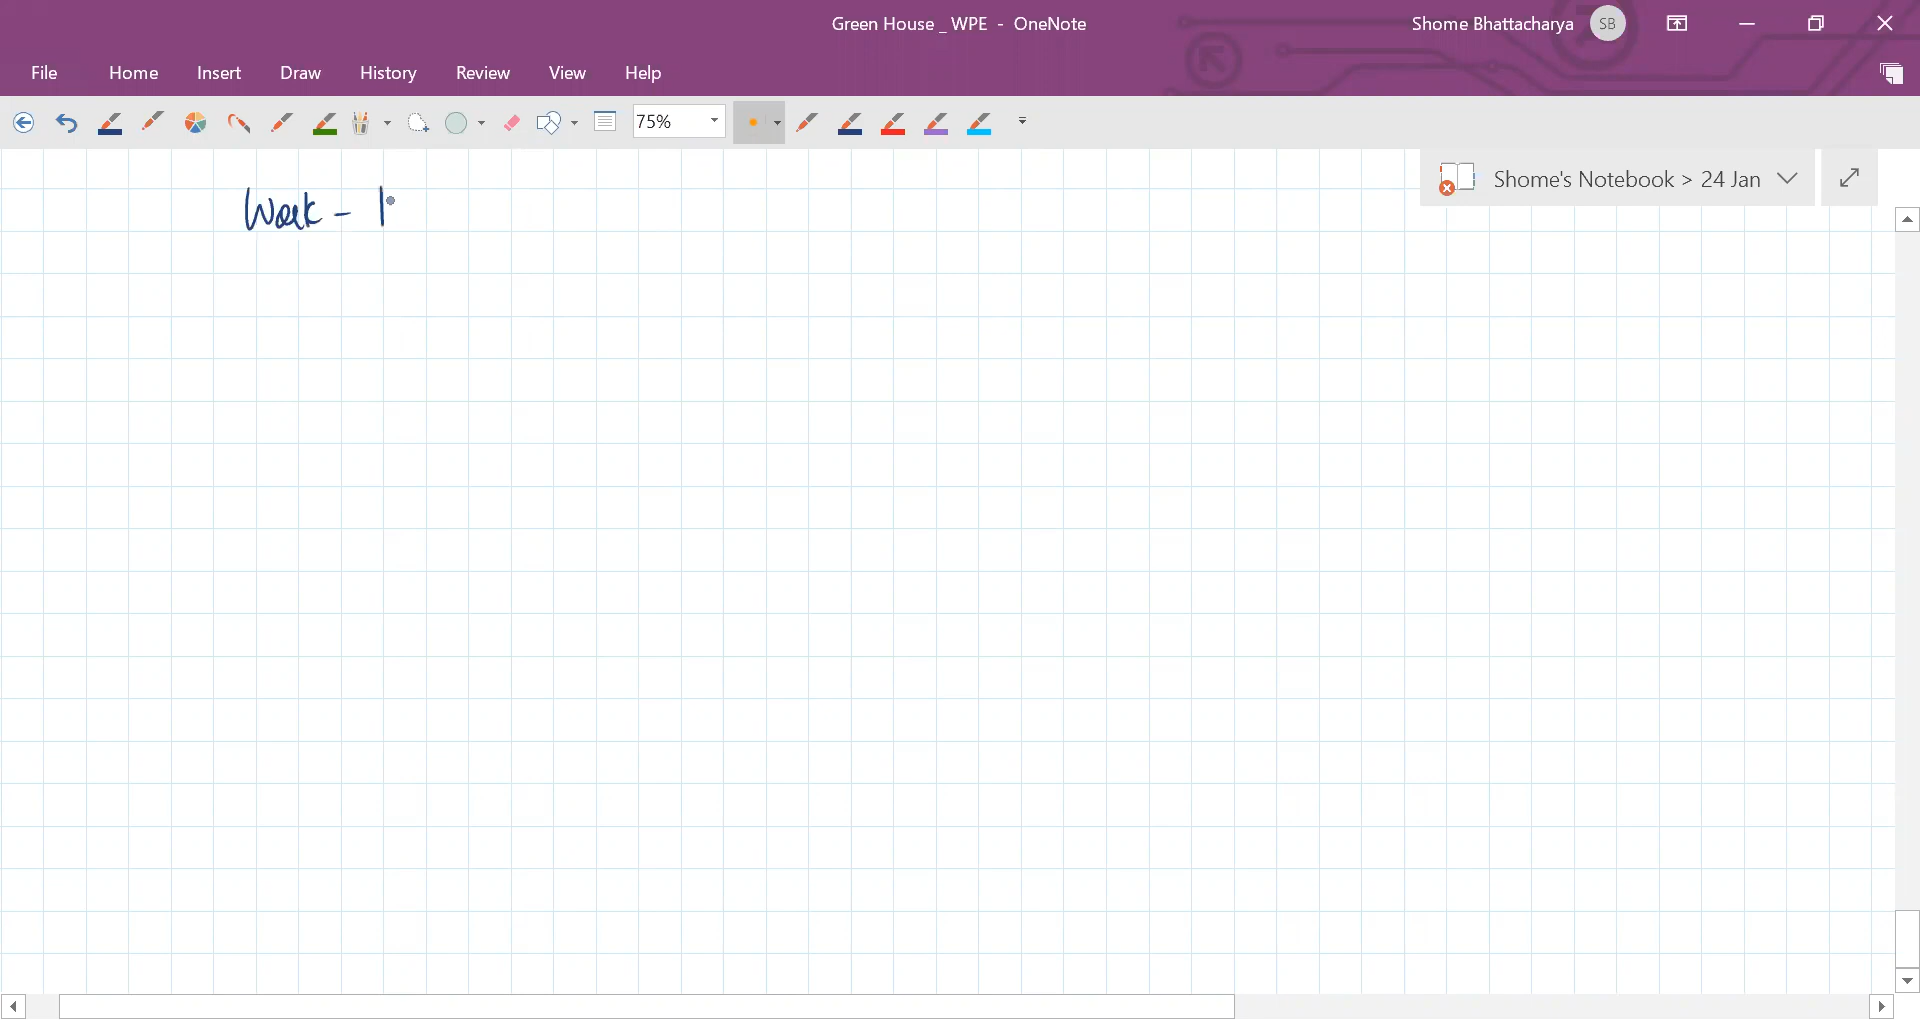 Green House _ WPE - OneNote
Shome Bhattacharya SB
File Home Insert Draw History Review View Help
75%
Shome's Notebook > 24 Jan
Week - 1